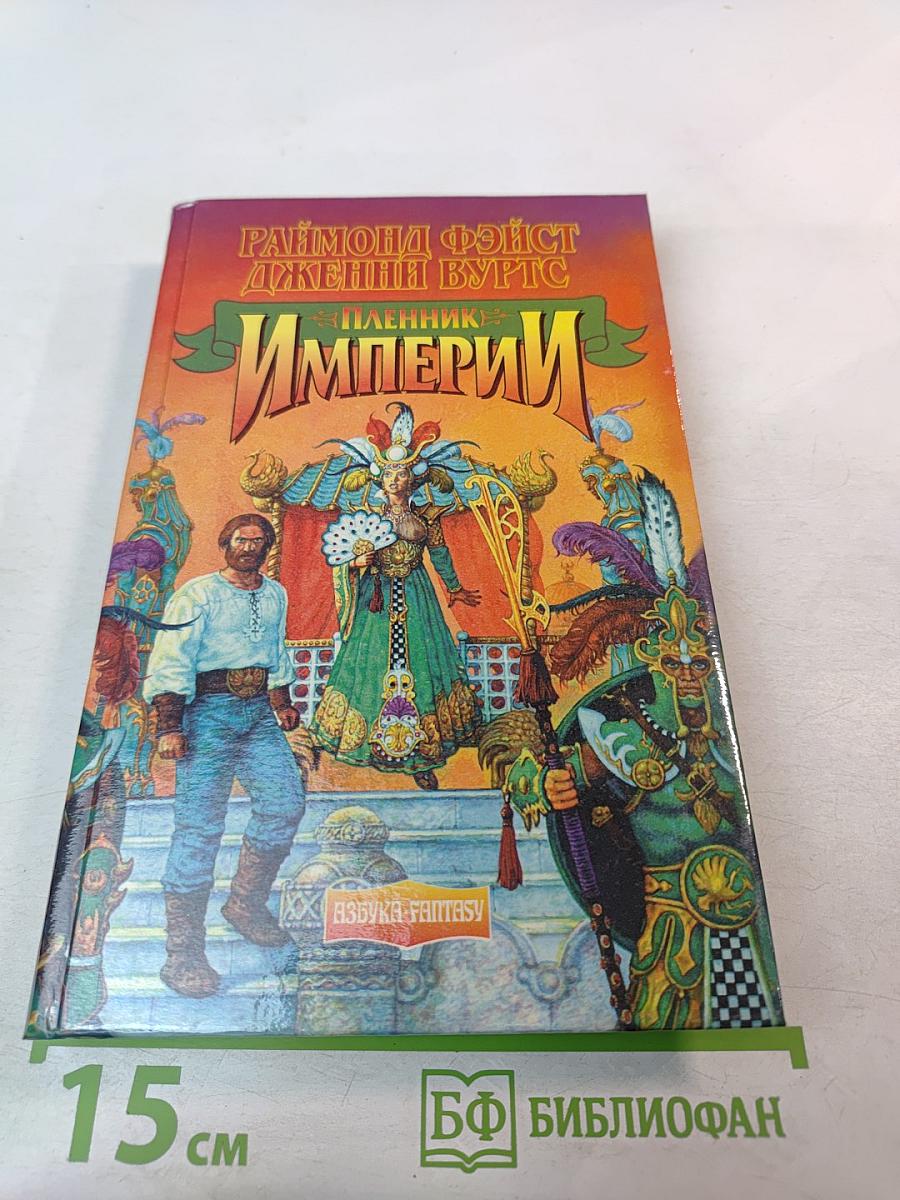 РАЙМОНД ФЭЙСТ
ДЖЕННИ ВУРТС
ПЛЕННИК
ИМПЕРИИ
АЗБУКА-FANTASY
15 СМ
БФ БИБЛИОФАН